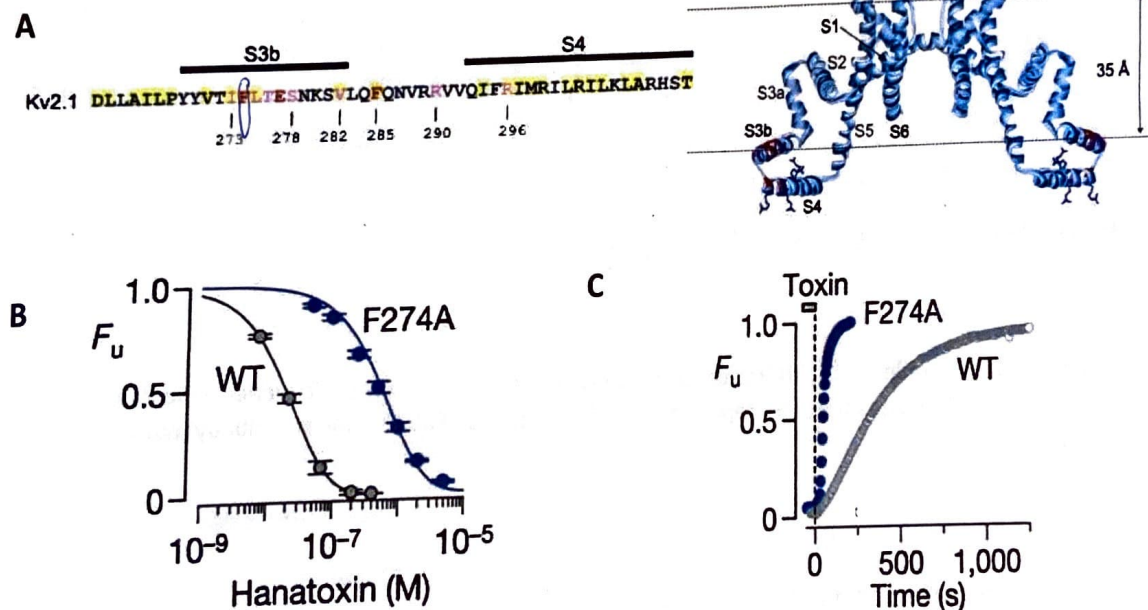 A
S3b S4
Kv2.1 DLLAILPYYVTIFLTESNKSVLQFQNVRRVVQIFRIMRILRILKLARHST
273 278 282 285 290 296
S1
S2
S3a
S3b
S5 S6
S4
35 Å
B
Fu
1.0
0.5
0
WT
F274A
10–9 10–7 10–5
Hanatoxin (M)
C
Toxin
Fu
1.0
0.5
0
F274A
WT
0 500 1,000
Time (s)